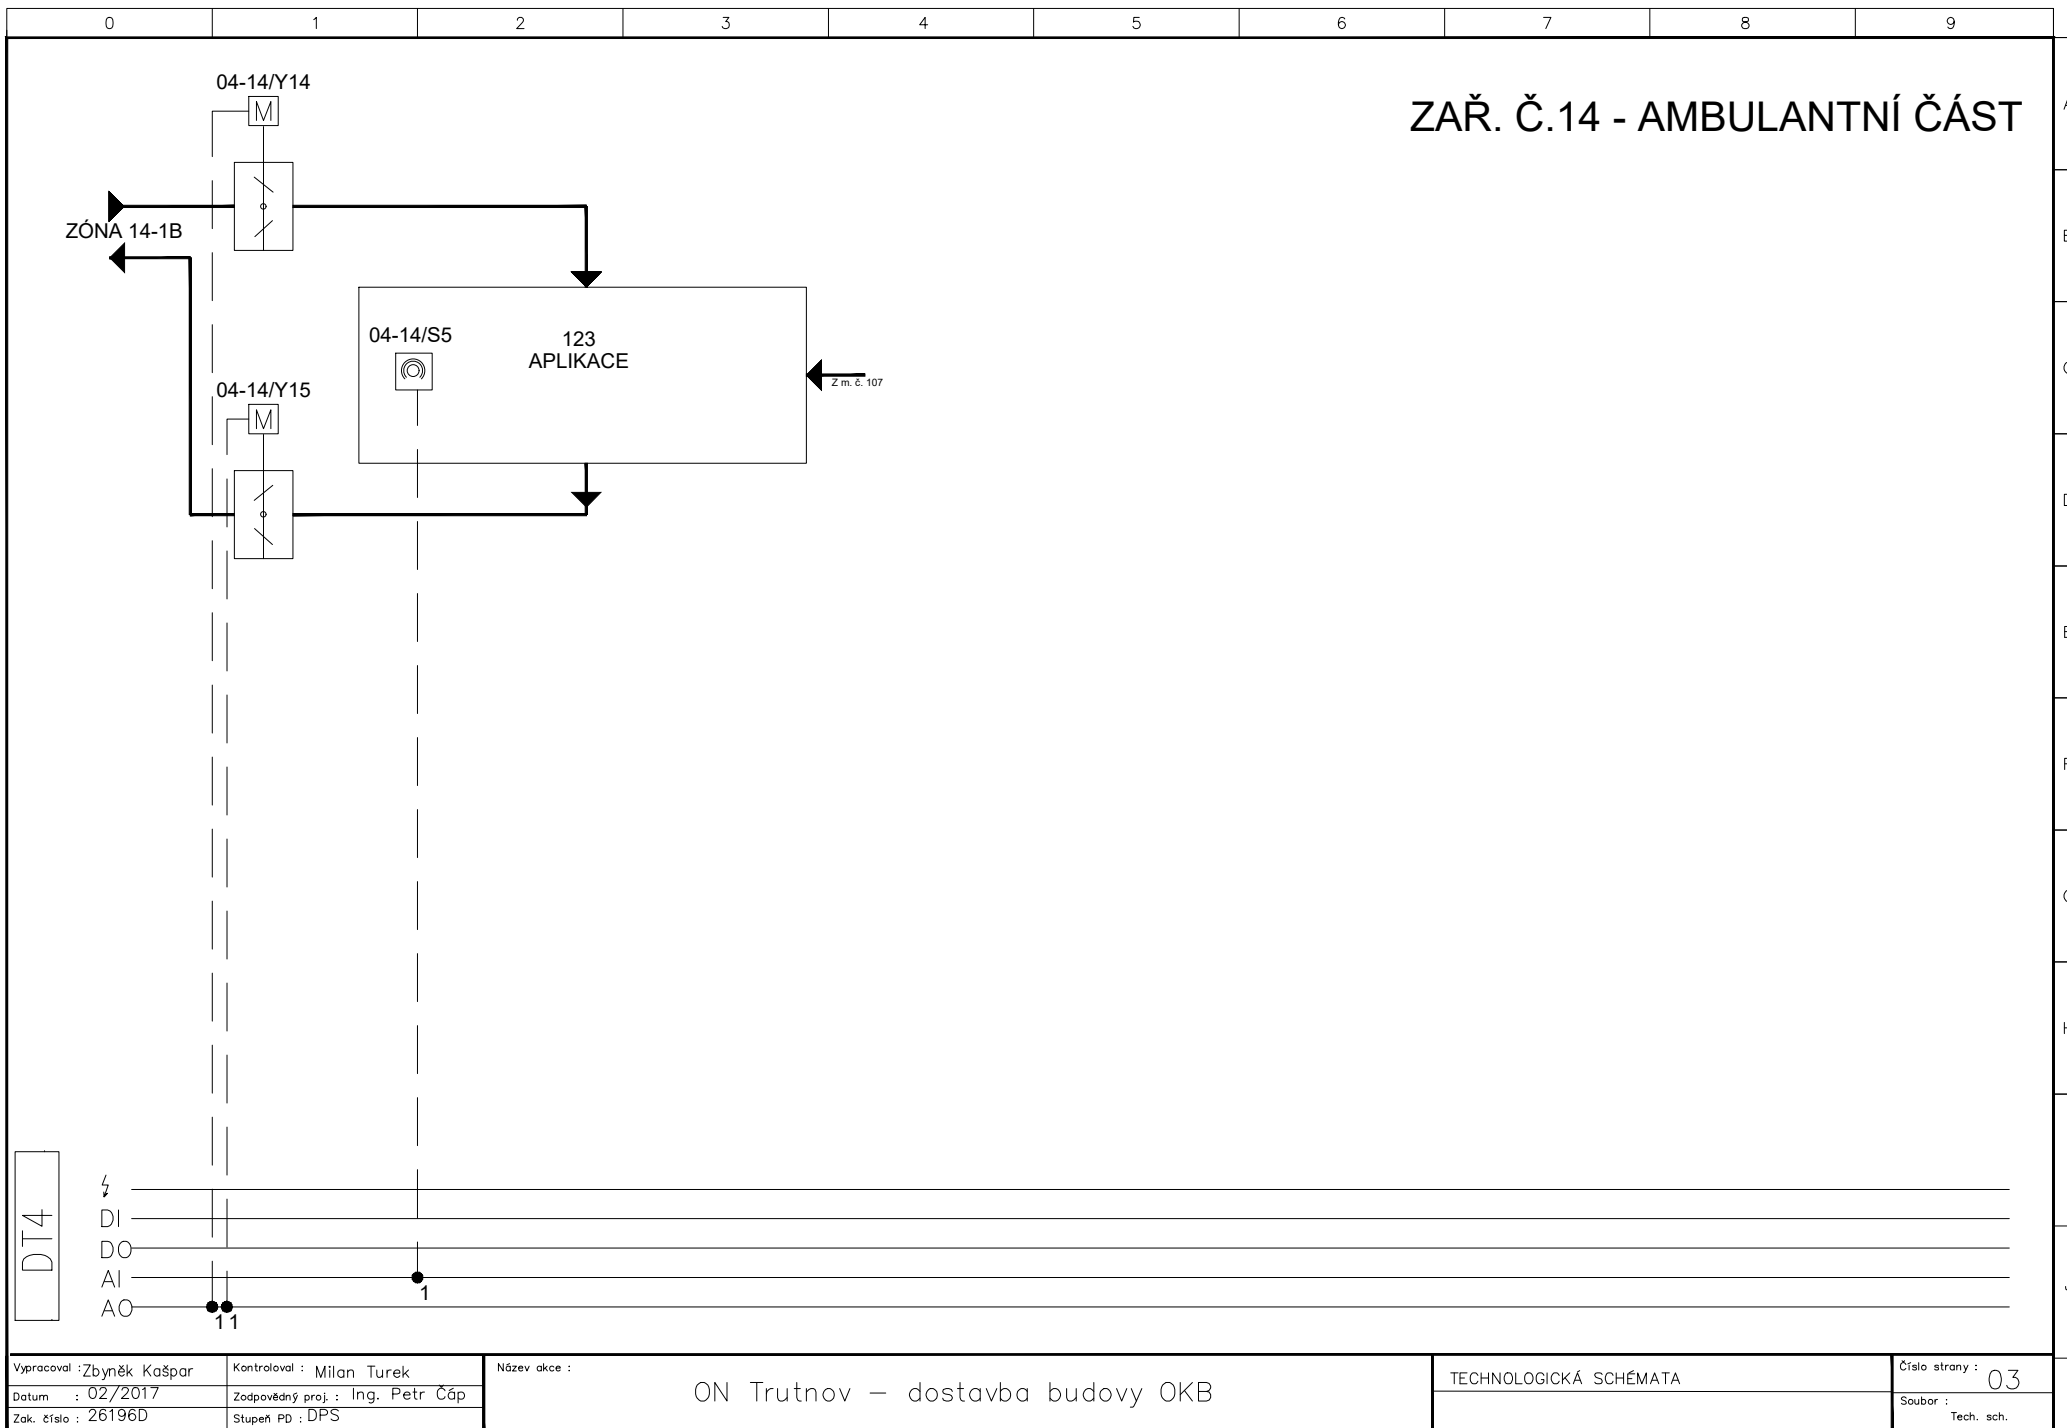 0 1 2 3 4 5 6 7 8 9
04-14/Y14
M
ZAŘ. Č.14 - AMBULANTNÍ ČÁST
ZÓNA 14-1B
04-14/S5
123
APLIKACE
Z m. č. 107
04-14/Y15
M
DT4
DI
DO
AI
1
AO
11
Vypracoval : Zbyněk Kašpar
Datum : 02/2017
Zak. číslo : 26196D
Kontroloval : Milan Turek
Zodpovědný proj. : Ing. Petr Čáp
Stupeň PD : DPS
Název akce :
ON Trutnov – dostavba budovy OKB
TECHNOLOGICKÁ SCHÉMATA
Číslo strany : 03
Soubor :
Tech. sch.